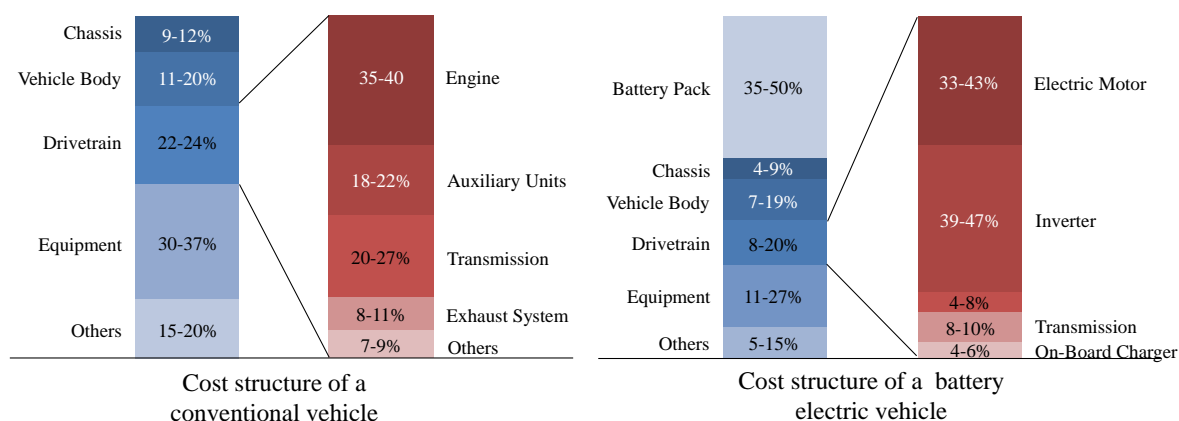 Chassis 9-12%
Vehicle Body 11-20%
Drivetrain 22-24%
Equipment 30-37%
Others 15-20%
35-40 Engine
18-22% Auxiliary Units
20-27% Transmission
8-11% Exhaust System
7-9% Others
Cost structure of a
conventional vehicle
Battery Pack 35-50%
Chassis 4-9%
Vehicle Body 7-19%
Drivetrain 8-20%
Equipment 11-27%
Others 5-15%
33-43% Electric Motor
39-47% Inverter
4-8%
8-10% Transmission
4-6% On-Board Charger
Cost structure of a battery
electric vehicle